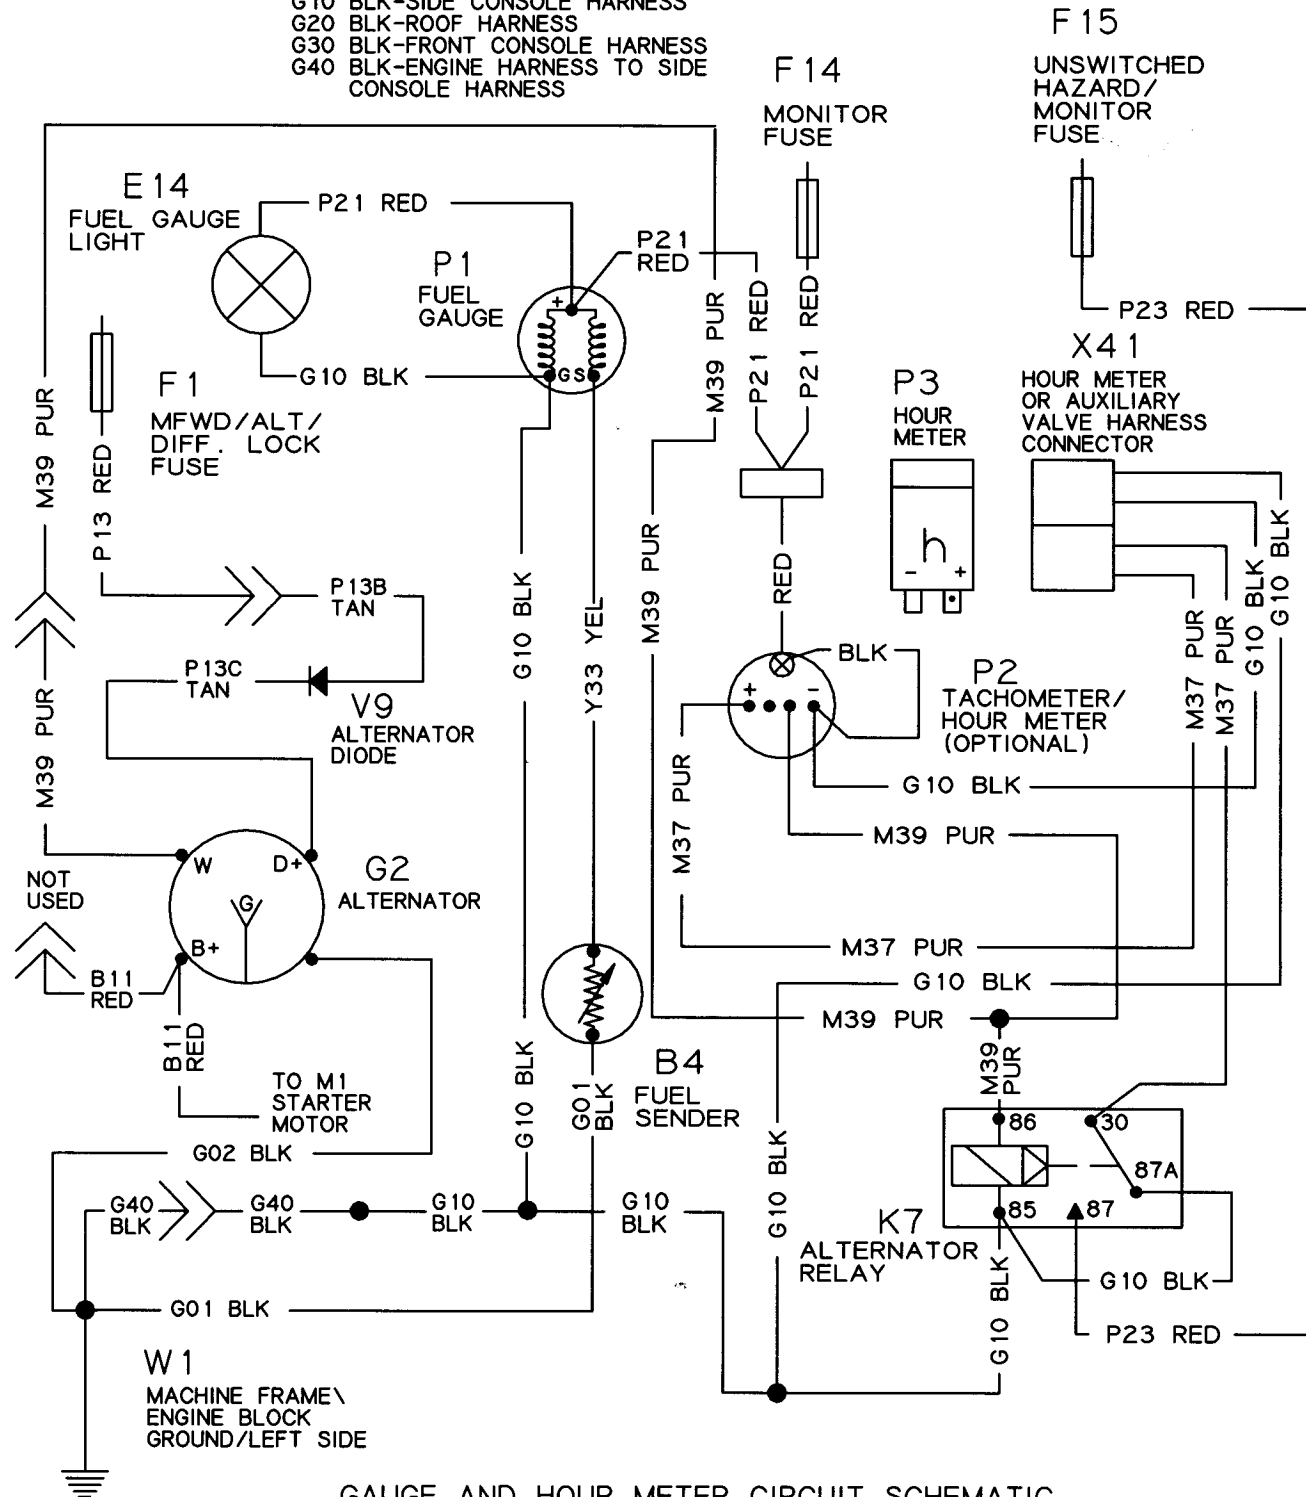 G10 BLK-SIDE CONSOLE HARNESS
G20 BLK-ROOF HARNESS
G30 BLK-FRONT CONSOLE HARNESS
G40 BLK-ENGINE HARNESS TO SIDE
CONSOLE HARNESS
F14
MONITOR
FUSE
F15
UNSWITCHED
HAZARD/
MONITOR
FUSE
E14
FUEL GAUGE
LIGHT
P21 RED
P1
FUEL
GAUGE
+
G S
P21
RED
M39 PUR
P21 RED
P21 RED
P23 RED
G10 BLK
M39 PUR
F1
MFWD/ALT/
DIFF. LOCK
FUSE
P13 RED
P3
HOUR
METER
h
- +
X41
HOUR METER
OR AUXILIARY
VALVE HARNESS
CONNECTOR
G10 BLK
G10 BLK
M37 PUR
M37 PUR
P13B
TAN
P13C
TAN
V9
ALTERNATOR
DIODE
M39 PUR
G10 BLK
Y33 YEL
M39 PUR
RED
BLK
+ -
P2
TACHOMETER/
HOUR METER
(OPTIONAL)
M37 PUR
G10 BLK
M39 PUR
M37 PUR
G10 BLK
M39 PUR
W
D+
G
B+
G2
ALTERNATOR
NOT
USED
B11
RED
B11
RED
TO M1
STARTER
MOTOR
G02 BLK
B4
FUEL
SENDER
G10 BLK
G01
BLK
G10 BLK
M39
PUR
86
30
87A
85
87
K7
ALTERNATOR
RELAY
G40
BLK
G40
BLK
G10
BLK
G10
BLK
G10 BLK
G10 BLK
P23 RED
G01 BLK
W1
MACHINE FRAME\
ENGINE BLOCK
GROUND/LEFT SIDE
GAUGE AND HOUR METER CIRCUIT SCHEMATIC